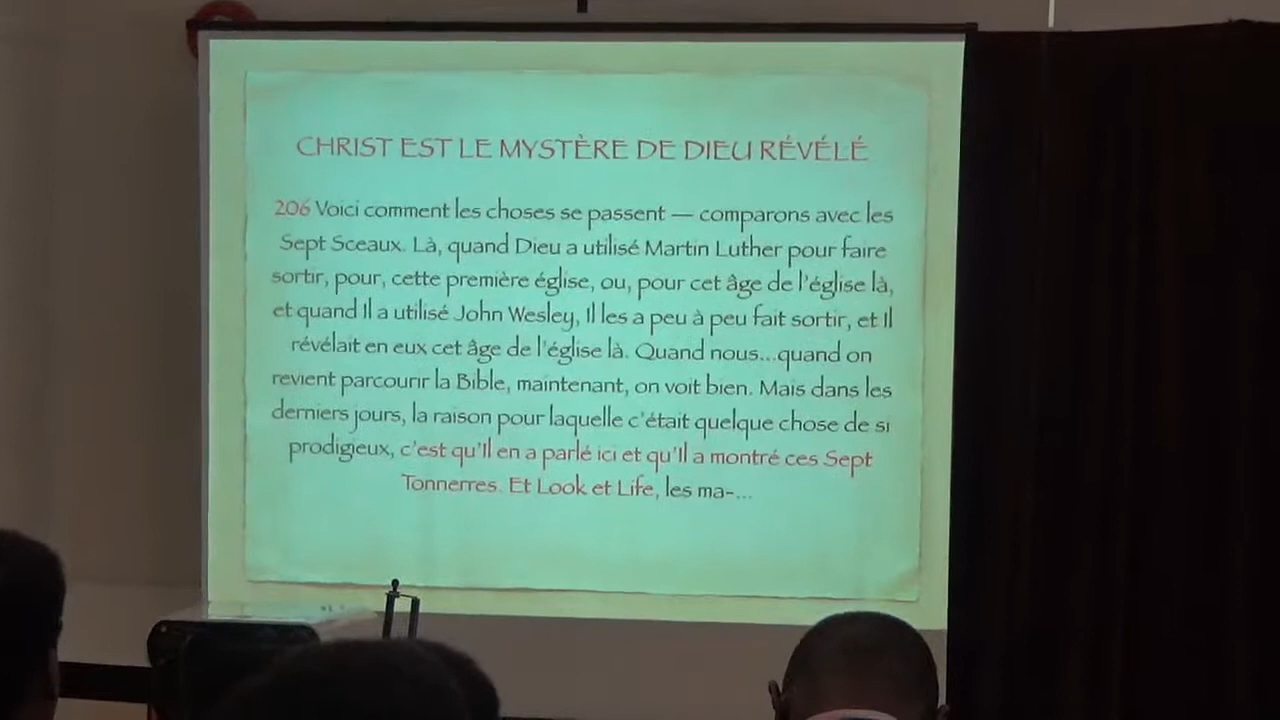 CHRIST EST LE MYSTÈRE DE DIEU RÉVÉLÉ
206 Voici comment les choses se passent — comparons avec les
Sept Sceaux. Là, quand Dieu a utilisé Martin Luther pour faire
sortir, pour, cette première église, ou, pour cet âge de l'église là,
et quand Il a utilisé John Wesley, Il les a peu à peu fait sortir, et Il
révélait en eux cet âge de l'église là. Quand nous...quand on
revient parcourir la Bible, maintenant, on voit bien. Mais dans les
derniers jours, la raison pour laquelle c'était quelque chose de si
prodigieux, c'est qu'Il en a parlé ici et qu'Il a montré ces Sept
Tonnerres. Et Look et Life, les ma-...